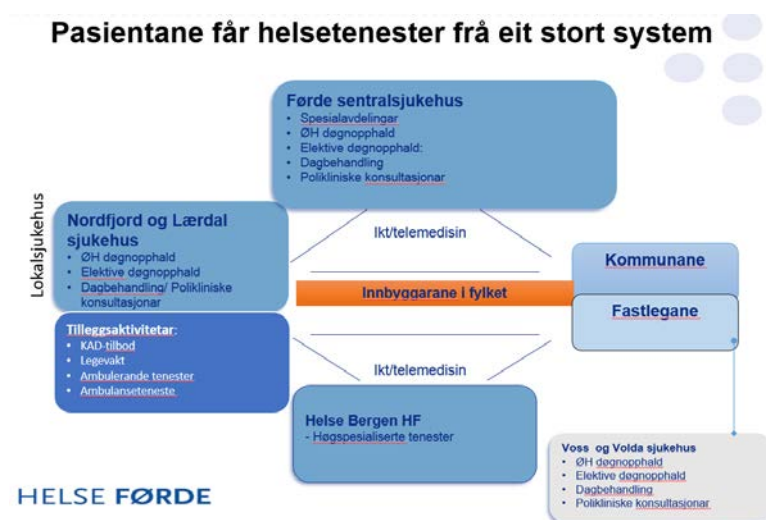 Pasientane får helsetenester frå eit stort system
Førde sentralsjukehus
• Spesialavdelingar
• ØH døgnopphald
• Elektive døgnopphald:
• Dagbehandling
• Polikliniske konsultasjonar
Lokalsjukehus
Nordfjord og Lærdal
sjukehus
• ØH døgnopphald
• Elektive døgnopphald
• Dagbehandling/ Polikliniske
konsultasjonar
Ikt/telemedisin
Kommunane
Innbyggarane i fylket
Fastlegane
Tilleggsaktivitetar:
• KAD-tilbod
• Legevakt
• Ambulerande tenester
• Ambulanseteneste
Ikt/telemedisin
Helse Bergen HF
- Høgspesialiserte tenester
Voss og Volda sjukehus
• ØH døgnopphald
• Elektive døgnopphald
• Dagbehandling
• Polikliniske konsultasjonar
HELSE FØRDE